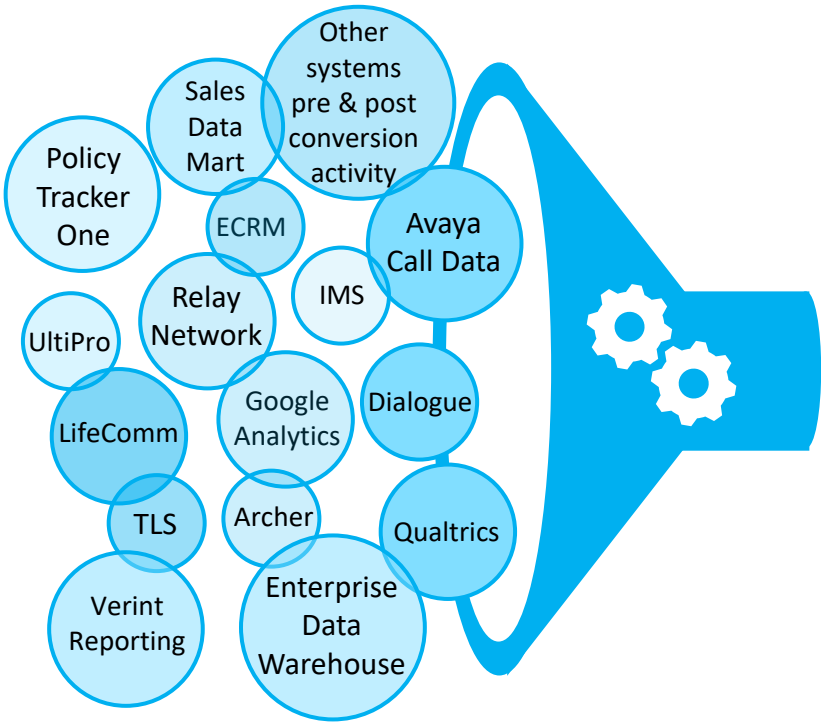 Other
systems
pre & post
conversion
activity
Sales
Data
Mart
Policy
Tracker
One
ECRM
Avaya
Call Data
IMS
Relay
Network
UltiPro
Google
Analytics
Dialogue
LifeComm
TLS
Archer
Qualtrics
Verint
Reporting
Enterprise
Data
Warehouse